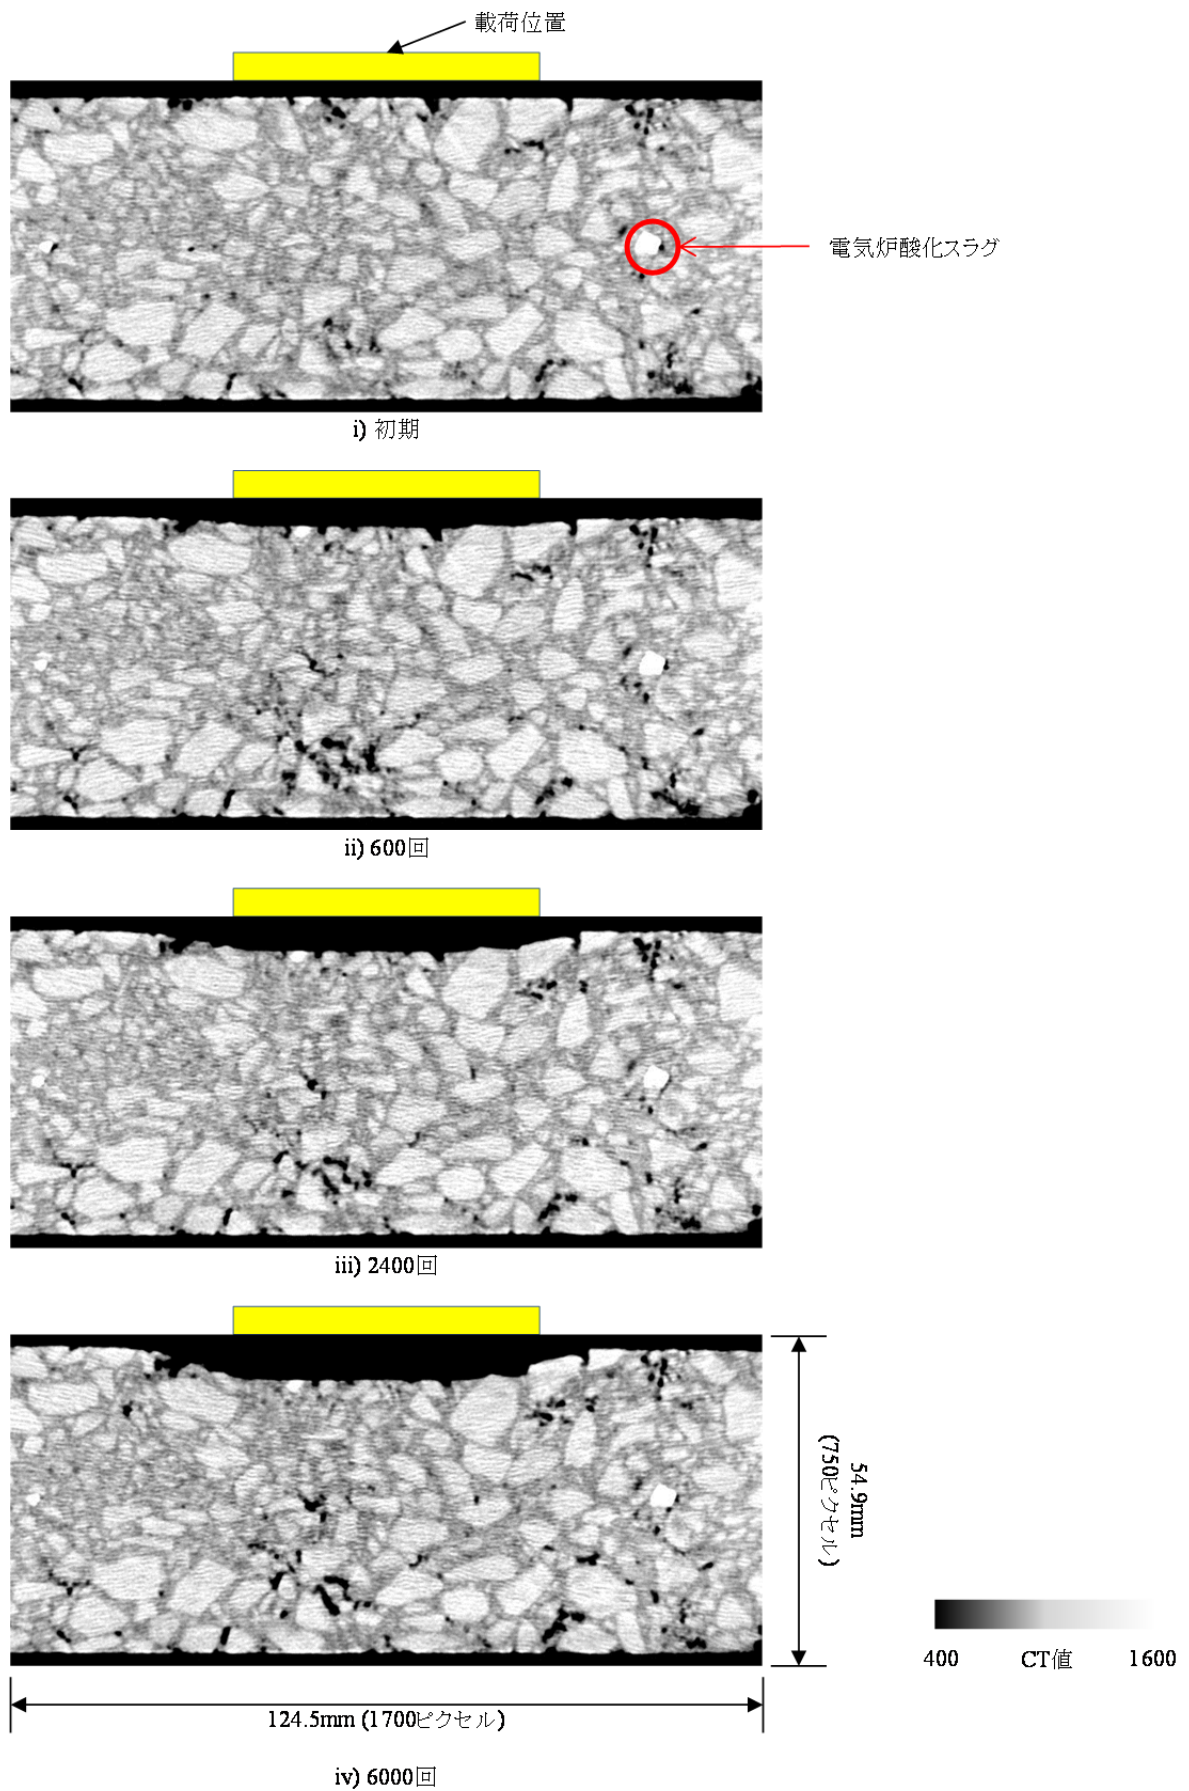 載荷位置
電気炉酸化スラグ
i) 初期
ii) 600回
iii) 2400回
54.9mm
(750ピクセル)
400 CT値 1600
124.5mm (1700ピクセル)
iv) 6000回